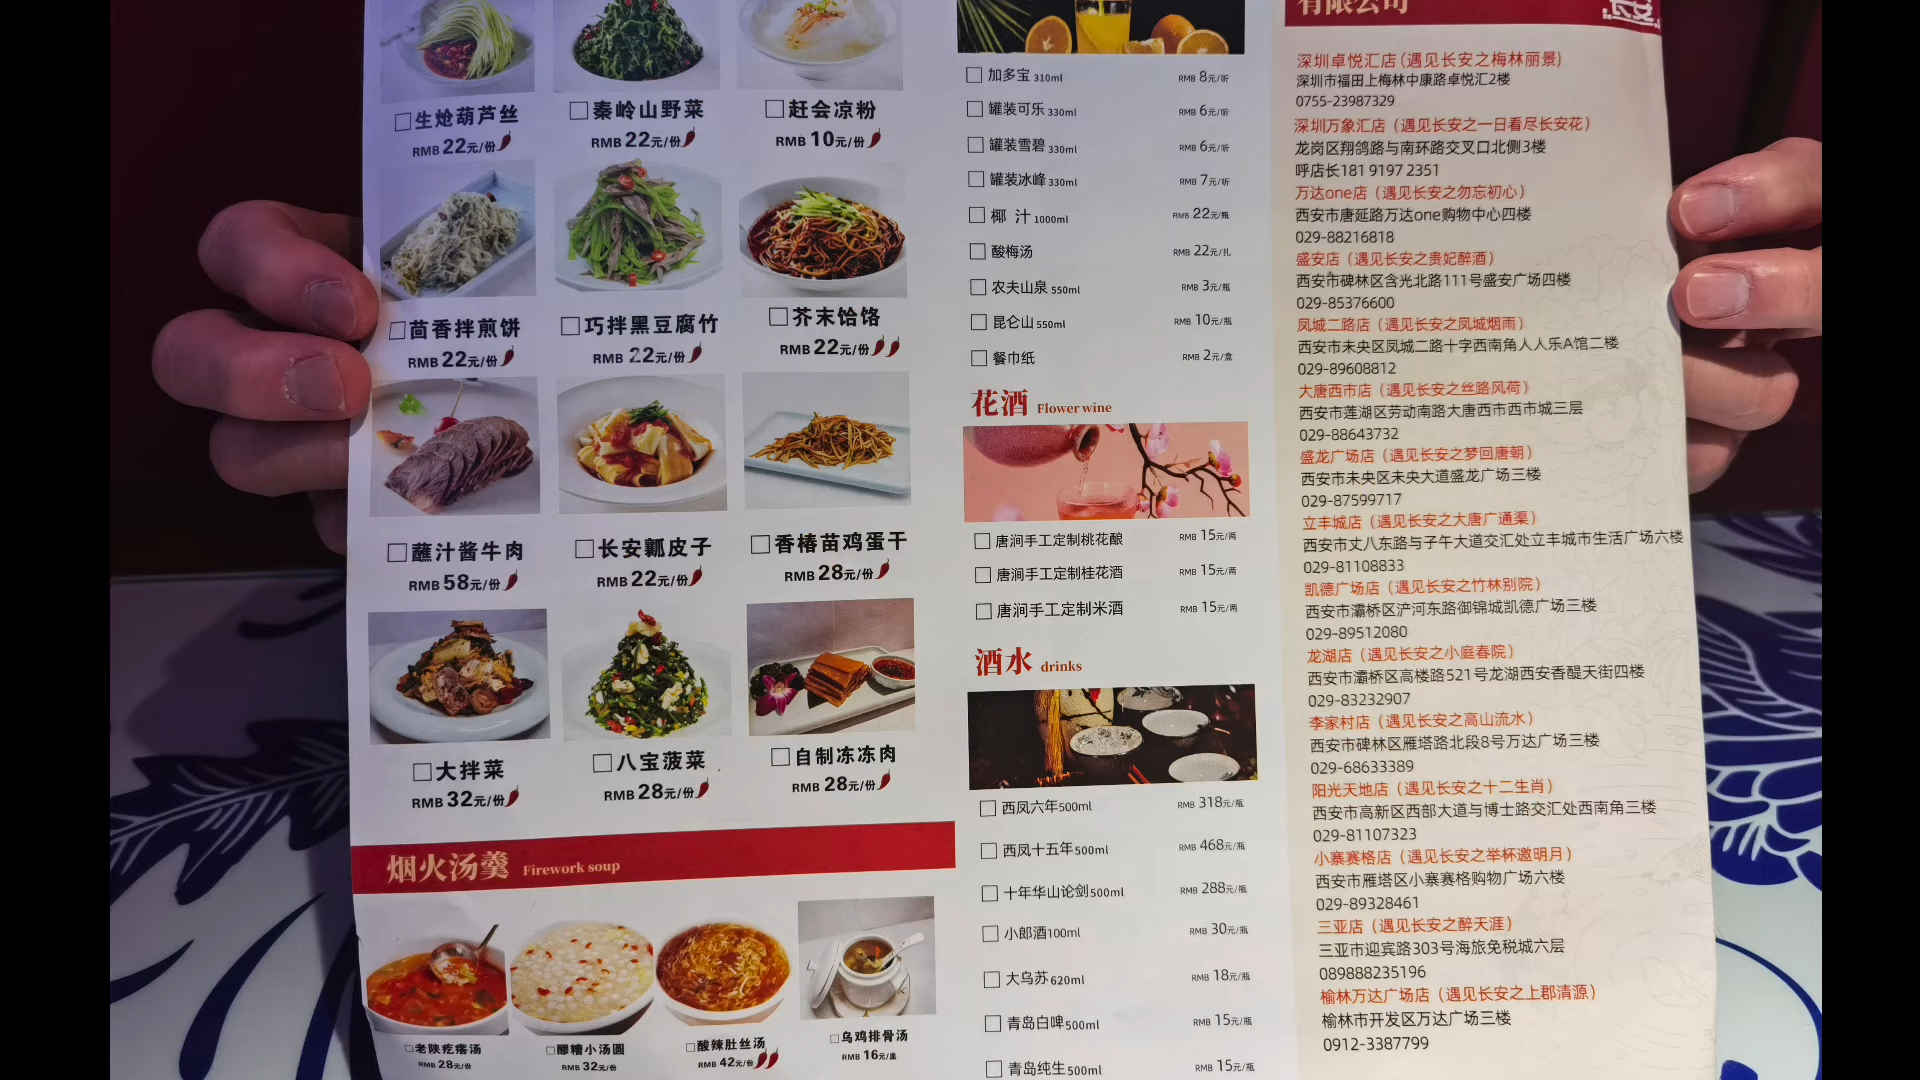 生炝葫芦丝
RMB 22元/份
秦岭山野菜
RMB 22元/份
赶会凉粉
RMB 10元/份
茴香拌煎饼
RMB 22元/份
巧拌黑豆腐竹
RMB 22元/份
芥末饸饹
RMB 22元/份
蘸汁酱牛肉
RMB 58元/份
长安瓤皮子
RMB 22元/份
香椿苗鸡蛋干
RMB 28元/份
大拌菜
RMB 32元/份
八宝菠菜
RMB 28元/份
自制冻冻肉
RMB 28元/份
烟火汤羹 Firework soup
老陕疙瘩汤
RMB 28元/份
醪糟小汤圆
RMB 32元/份
酸辣肚丝汤
RMB 42元/份
乌鸡排骨汤
RMB 16元/盅
加多宝 310ml RMB 8元/听
罐装可乐 330ml RMB 6元/听
罐装雪碧 330ml RMB 6元/听
罐装冰峰 330ml RMB 7元/听
椰 汁 1000ml RMB 22元/瓶
酸梅汤 RMB 22元/扎
农夫山泉 550ml RMB 3元/瓶
昆仑山 550ml RMB 10元/瓶
餐巾纸 RMB 2元/盒
花酒 Flower wine
唐涧手工定制桃花酿 RMB 15元/两
唐涧手工定制桂花酒 RMB 15元/两
唐涧手工定制米酒 RMB 15元/两
酒水 drinks
西凤六年500ml RMB 318元/瓶
西凤十五年500ml RMB 468元/瓶
十年华山论剑500ml RMB 288元/瓶
小郎酒100ml RMB 30元/瓶
大乌苏 620ml RMB 18元/瓶
青岛白啤500ml RMB 15元/瓶
青岛纯生500ml RMB 15元/瓶
有限公司
深圳卓悦汇店(遇见长安之梅林丽景)
深圳市福田上梅林中康路卓悦汇2楼
0755-23987329
深圳万象汇店（遇见长安之一日看尽长安花）
龙岗区翔鸽路与南环路交叉口北侧3楼
呼店长181 9197 2351
万达one店（遇见长安之勿忘初心）
西安市唐延路万达one购物中心四楼
029-88216818
盛安店（遇见长安之贵妃醉酒）
西安市碑林区含光北路111号盛安广场四楼
029-85376600
凤城二路店（遇见长安之凤城烟雨）
西安市未央区凤城二路十字西南角人人乐A馆二楼
029-89608812
大唐西市店（遇见长安之丝路风荷）
西安市莲湖区劳动南路大唐西市西市城三层
029-88643732
盛龙广场店（遇见长安之梦回唐朝）
西安市未央区未央大道盛龙广场三楼
029-87599717
立丰城店（遇见长安之大唐广通渠）
西安市丈八东路与子午大道交汇处立丰城市生活广场六楼
029-81108833
凯德广场店（遇见长安之竹林别院）
西安市灞桥区浐河东路御锦城凯德广场三楼
029-89512080
龙湖店（遇见长安之小庭春院）
西安市灞桥区高楼路521号龙湖西安香醍天街四楼
029-83232907
李家村店（遇见长安之高山流水）
西安市碑林区雁塔路北段8号万达广场三楼
029-68633389
阳光天地店（遇见长安之十二生肖）
西安市高新区西部大道与博士路交汇处西南角三楼
029-81107323
小寨赛格店（遇见长安之举杯邀明月）
西安市雁塔区小寨赛格购物广场六楼
029-89328461
三亚店（遇见长安之醉天涯）
三亚市迎宾路303号海旅免税城六层
089888235196
榆林万达广场店（遇见长安之上郡清源）
榆林市开发区万达广场三楼
0912-3387799